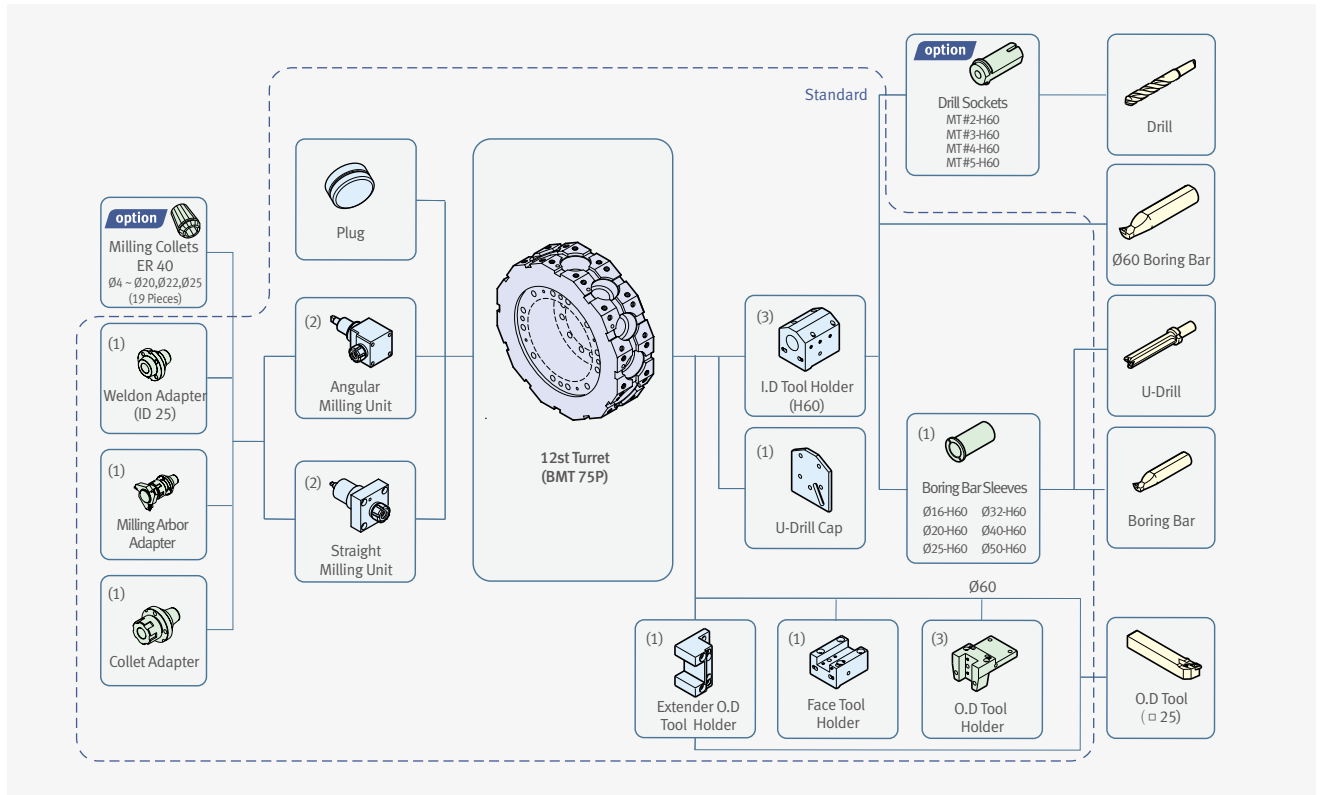 Standard
option
Drill Sockets
MT#2-H60
MT#3-H60
MT#4-H60
MT#5-H60
Drill
Plug
option
Milling Collets
ER 40
Ø4 ~ Ø20,Ø22,Ø25
(19 Pieces)
Ø60 Boring Bar
(1)
Weldon Adapter
(ID 25)
(2)
Angular
Milling Unit
(3)
I.D Tool Holder
(H60)
U-Drill
(1)
Milling Arbor
Adapter
(2)
Straight
Milling Unit
12st Turret
(BMT 75P)
(1)
U-Drill Cap
(1)
Boring Bar Sleeves
Ø16-H60 Ø32-H60
Ø20-H60 Ø40-H60
Ø25-H60 Ø50-H60
Boring Bar
(1)
Collet Adapter
Ø60
(1)
Extender O.D
Tool Holder
(1)
Face Tool
Holder
(3)
O.D Tool
Holder
O.D Tool
(□ 25)